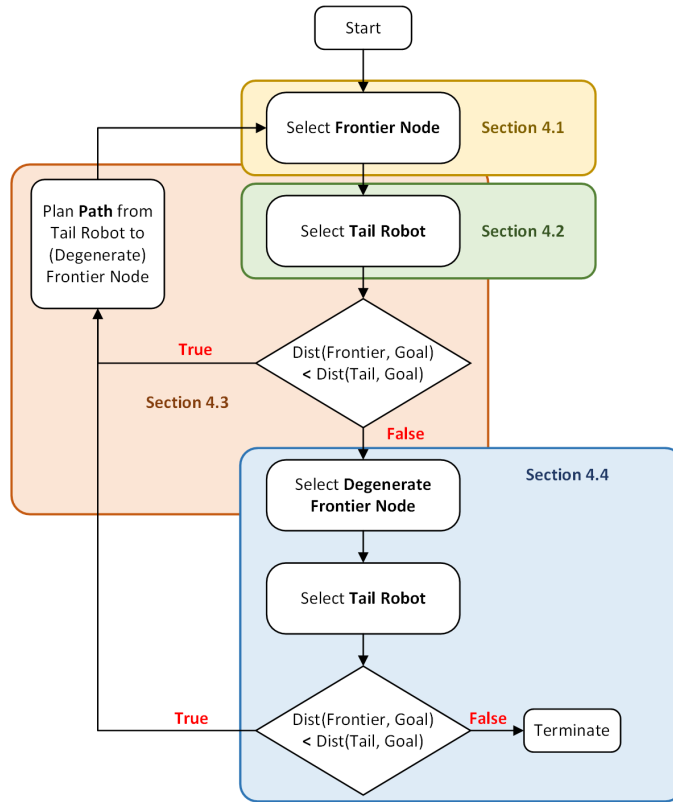 Start
Select Frontier Node
Section 4.1
Plan Path from
Tail Robot to
(Degenerate)
Frontier Node
Select Tail Robot
Section 4.2
Dist(Frontier, Goal)
< Dist(Tail, Goal)
True
Section 4.3
False
Select Degenerate
Frontier Node
Section 4.4
Select Tail Robot
Dist(Frontier, Goal)
< Dist(Tail, Goal)
True
False
Terminate